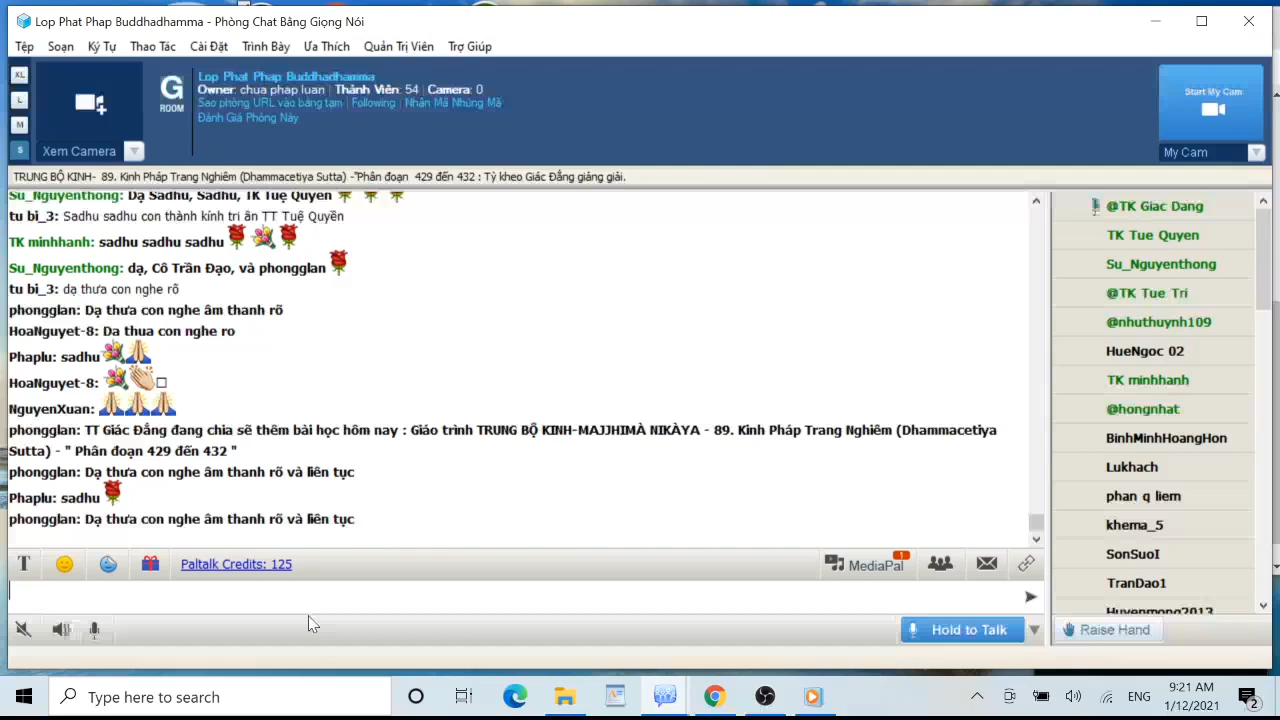 Lop Phat Phap Buddhadhamma - Phòng Chat Bằng Giọng Nói
Tệp Soạn Ký Tự Thao Tác Cài Đặt Trình Bày Ưa Thích Quản Trị Viên Trợ Giúp
XL
L
M
S
Xem Camera
G
ROOM
Lop Phat Phap Buddhadhamma
Owner: chua phap luan | Thành Viên: 54 | Camera: 0
Sao phòng URL vào bảng tạm | Following | Nhãn Mã Nhúng Mã
Đánh Giá Phòng Này
Start My Cam
My Cam
TRUNG BỘ KINH- 89. Kinh Pháp Trang Nghiêm (Dhammacetiya Sutta) -"Phân đoạn 429 đến 432 : Tỳ kheo Giác Đẳng giảng giải.
Su_Nguyenthong: Dạ Sadhu, Sadhu, TK Tuệ Quyền
tu bi_3: Sadhu sadhu con thành kính tri ân TT Tuệ Quyền
TK minhhanh: sadhu sadhu sadhu
Su_Nguyenthong: dạ, Cô Trần Đạo, và phongglan
tu bi_3: dạ thưa con nghe rõ
phongglan: Dạ thưa con nghe âm thanh rõ
HoaNguyet-8: Da thua con nghe ro
Phaplu: sadhu
HoaNguyet-8:
NguyenXuan:
phongglan: TT Giác Đẳng đang chia sẽ thêm bài học hôm nay : Giáo trình TRUNG BỘ KINH-MAJJHIMÀ NIKÀYA - 89. Kinh Pháp Trang Nghiêm (Dhammacetiya
Sutta) - " Phân đoạn 429 đến 432 "
phongglan: Dạ thưa con nghe âm thanh rõ và liên tục
Phaplu: sadhu
phongglan: Dạ thưa con nghe âm thanh rõ và liên tục
@TK Giac Dang
TK Tue Quyen
Su_Nguyenthong
@TK Tue Tri
@nhuthuynh109
HueNgoc 02
TK minhhanh
@hongnhat
BinhMinhHoangHon
Lukhach
phan q liem
khema_5
SonSuoI
TranDao1
Huyenmong2013
T Paltalk Credits: 125 MediaPal 1
Hold to Talk
Raise Hand
Type here to search
ENG
9:21 AM
1/12/2021
2